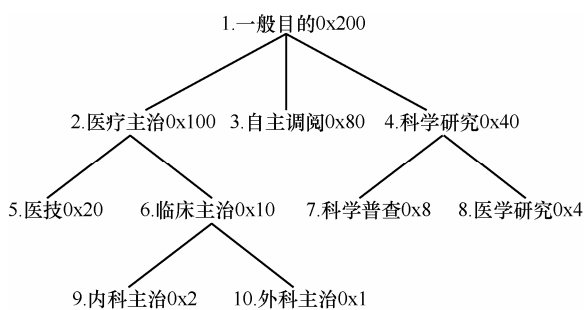 1.一般目的0x200
2.医疗主治0x100 3.自主调阅0x80 4.科学研究0x40
5.医技0x20 6.临床主治0x10 7.科学普查0x8 8.医学研究0x4
9.内科主治0x2 10.外科主治0x1